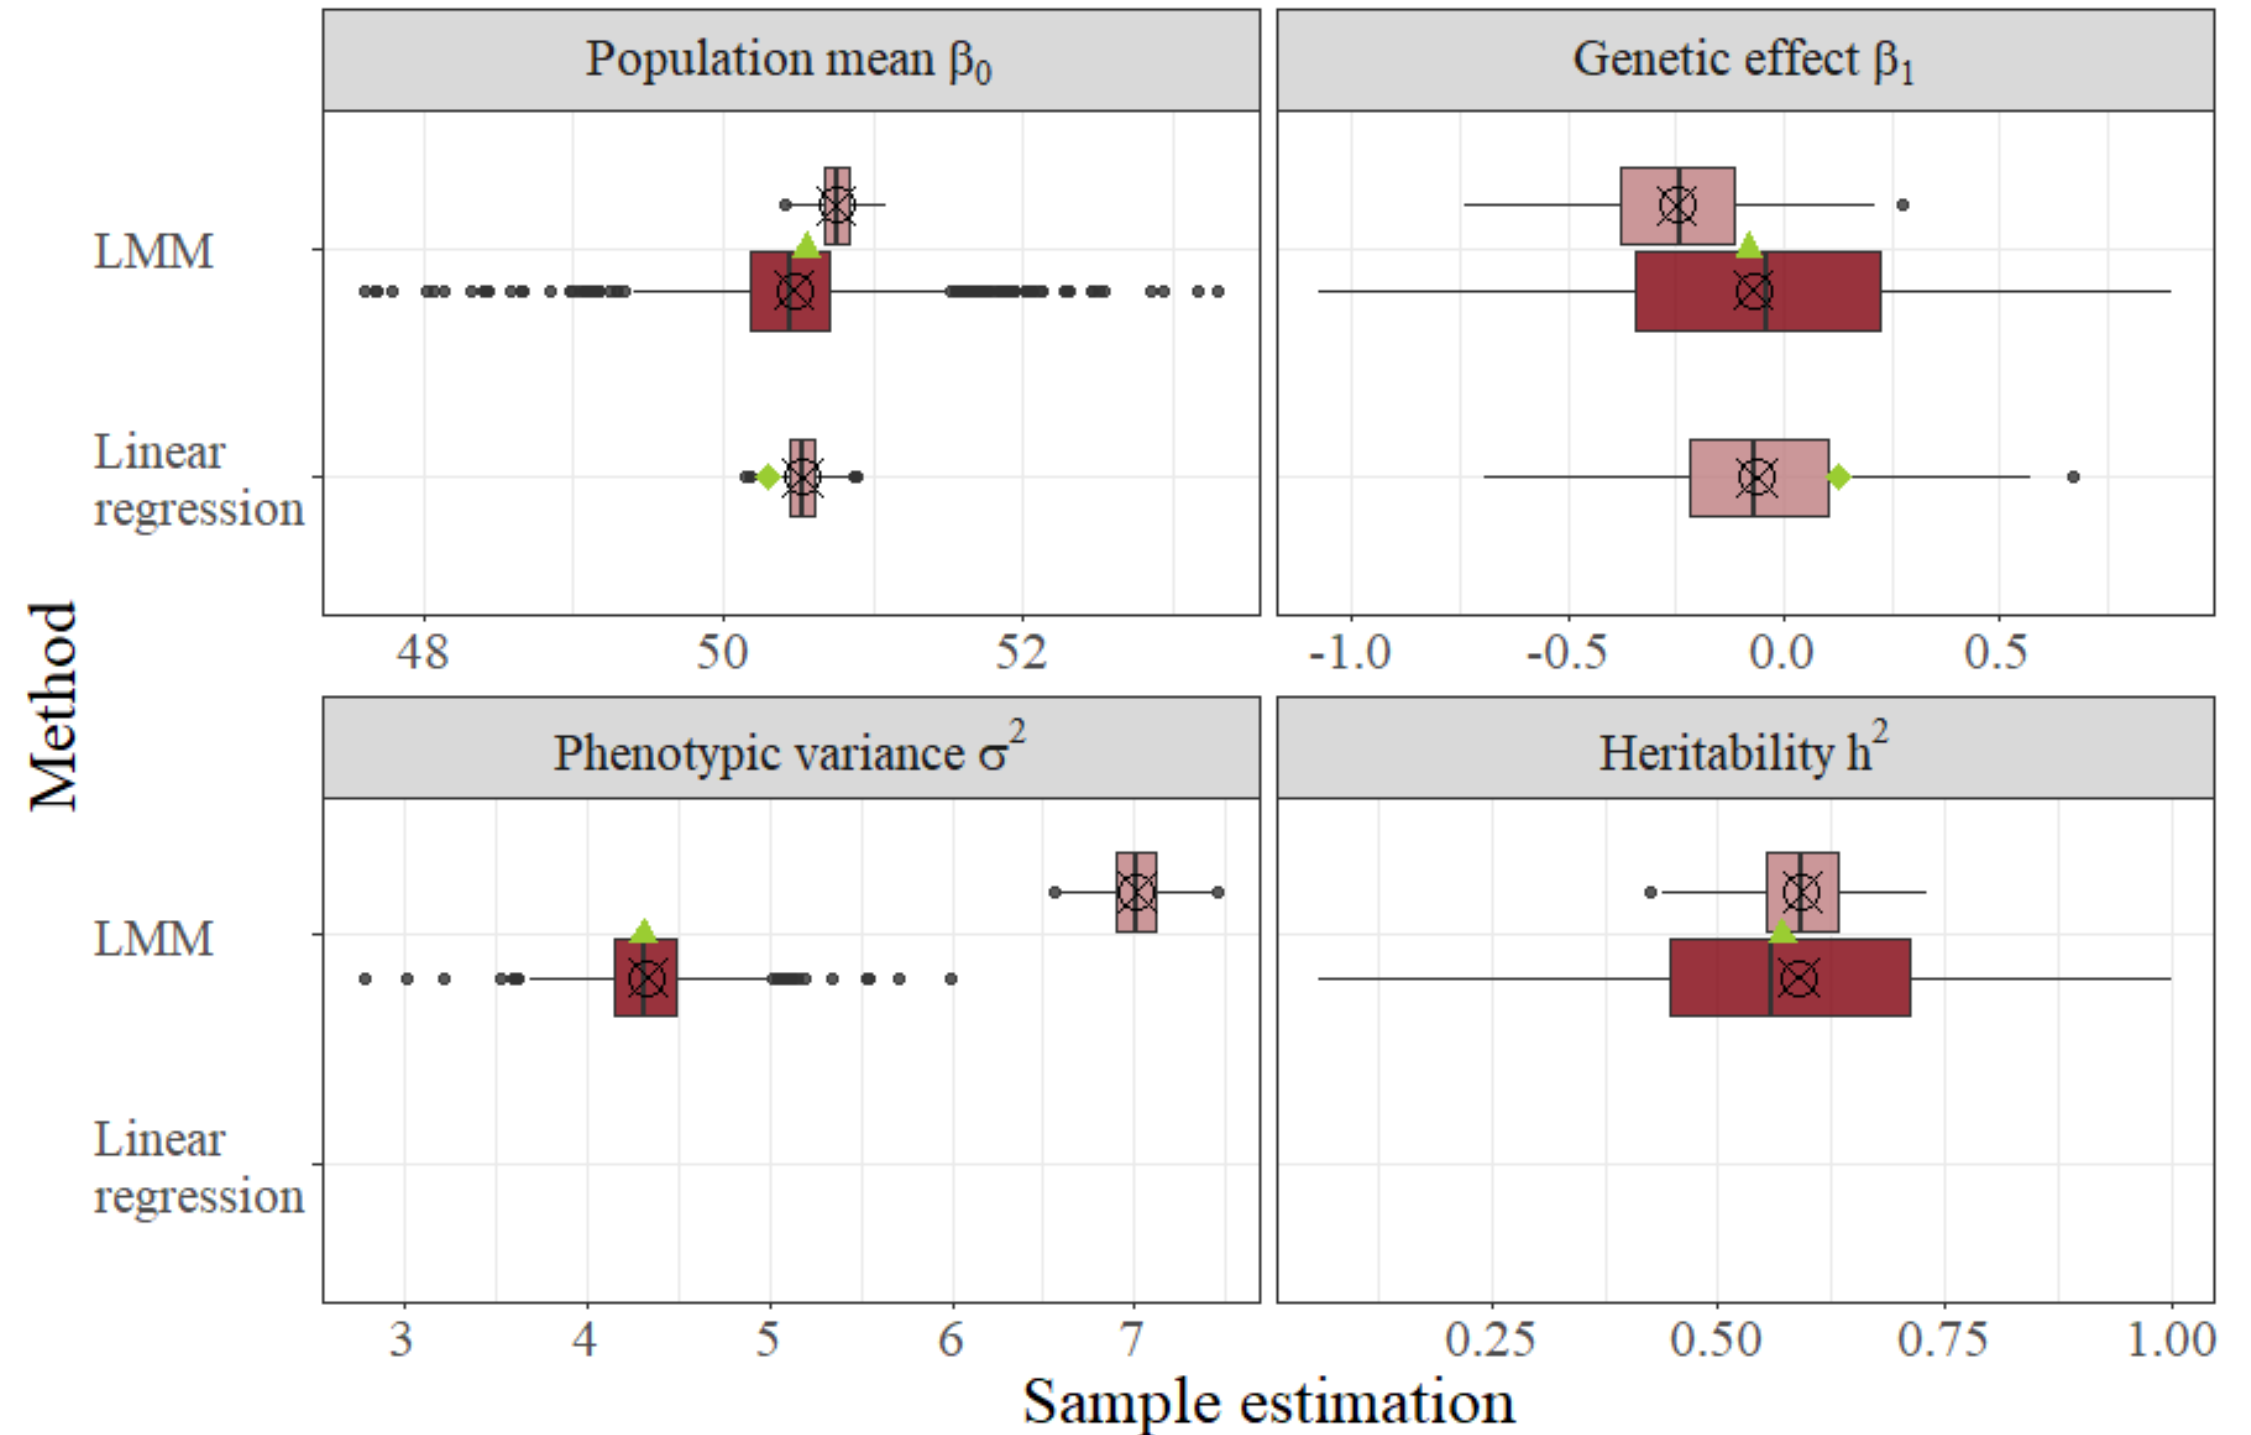 Population mean β₀
Genetic effect β₁
LMM
Linear
regression
48 50 52
-1.0 -0.5 0.0 0.5
Method
Phenotypic variance σ²
Heritability h²
LMM
Linear
regression
3 4 5 6 7
0.25 0.50 0.75 1.00
Sample estimation